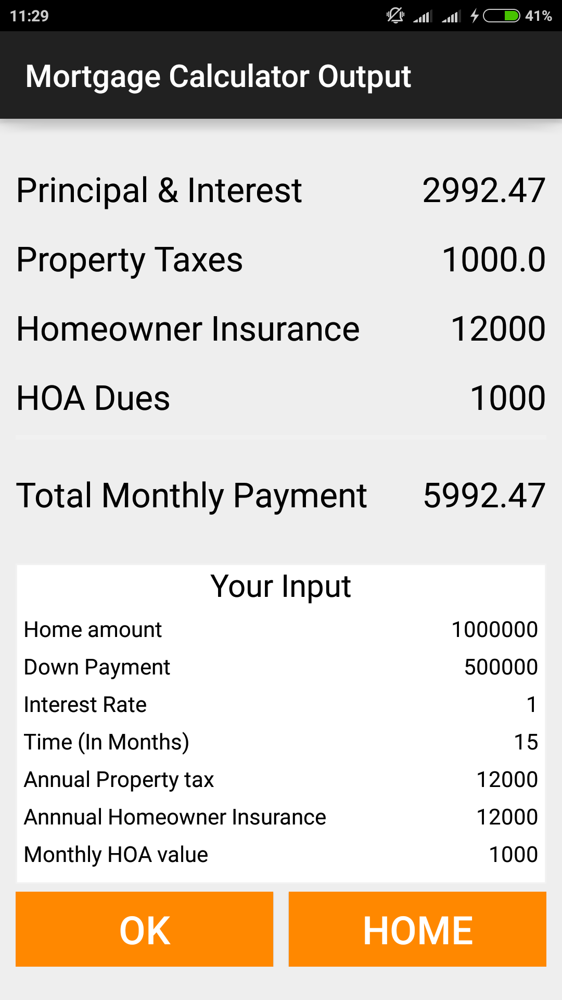 11:29 41%
Mortgage Calculator Output
Principal & Interest 2992.47
Property Taxes 1000.0
Homeowner Insurance 12000
HOA Dues 1000
Total Monthly Payment 5992.47
Your Input
Home amount 1000000
Down Payment 500000
Interest Rate 1
Time (In Months) 15
Annual Property tax 12000
Annnual Homeowner Insurance 12000
Monthly HOA value 1000
OK HOME